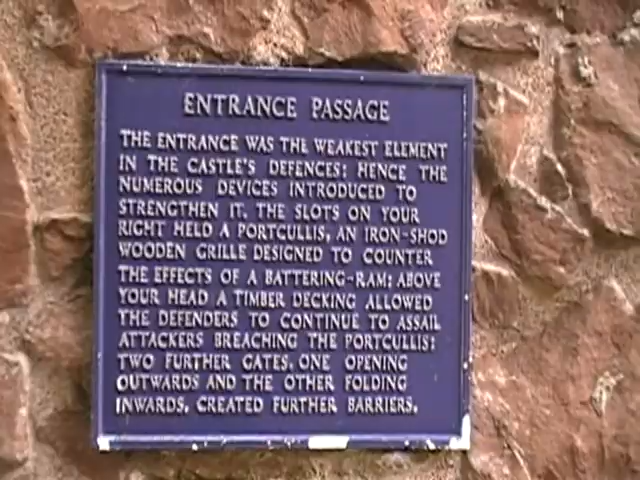 ENTRANCE PASSAGE
THE ENTRANCE WAS THE WEAKEST ELEMENT
IN THE CASTLE'S DEFENCES: HENCE THE
NUMEROUS DEVICES INTRODUCED TO
STRENGTHEN IT. THE SLOTS ON YOUR
RIGHT HELD A PORTCULLIS, AN IRON-SHOD
WOODEN GRILLE DESIGNED TO COUNTER
THE EFFECTS OF A BATTERING-RAM: ABOVE
YOUR HEAD A TIMBER DECKING ALLOWED
THE DEFENDERS TO CONTINUE TO ASSAIL
ATTACKERS BREACHING THE PORTCULLIS:
TWO FURTHER GATES, ONE OPENING
OUTWARDS AND THE OTHER FOLDING
INWARDS, CREATED FURTHER BARRIERS.